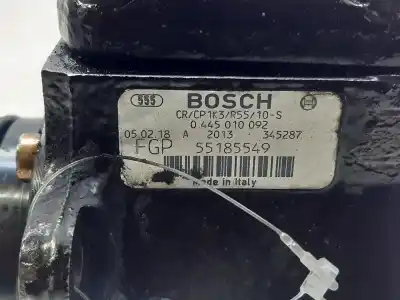 BOSCH
CR/CP1K3/R55/10-S
0 445 010 092
05.02.18 A 2013 345287
FGP 55185549
Made in Italy